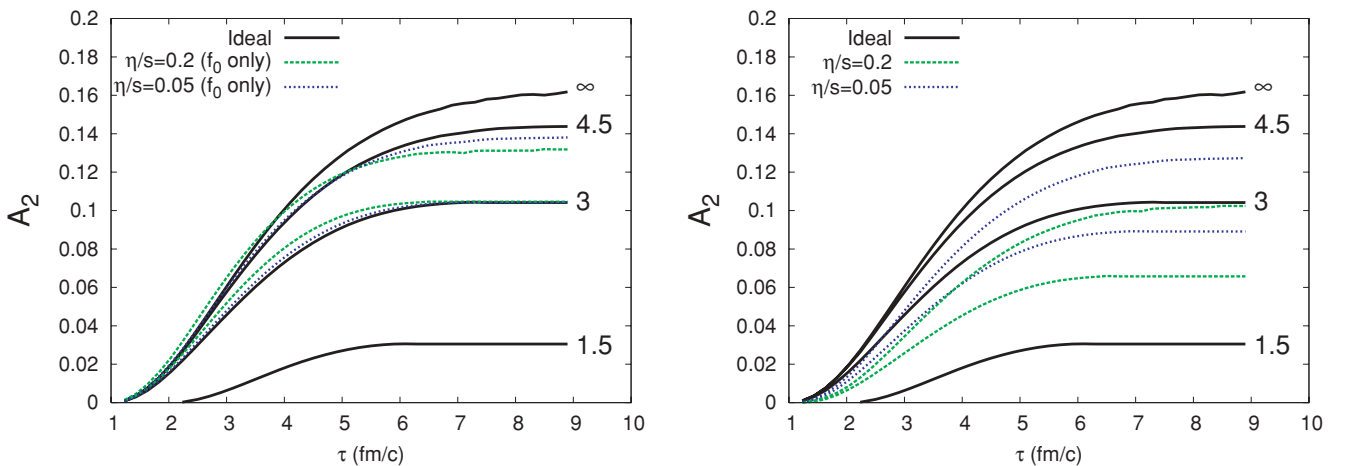 0.2
0.18
0.16
0.14
0.12
0.1
0.08
0.06
0.04
0.02
0
A₂
1 2 3 4 5 6 7 8 9 10
τ (fm/c)
Ideal
η/s=0.2 (f₀ only)
η/s=0.05 (f₀ only)
∞
4.5
3
1.5
0.2
0.18
0.16
0.14
0.12
0.1
0.08
0.06
0.04
0.02
0
A₂
1 2 3 4 5 6 7 8 9 10
τ (fm/c)
Ideal
η/s=0.2
η/s=0.05
∞
4.5
3
1.5